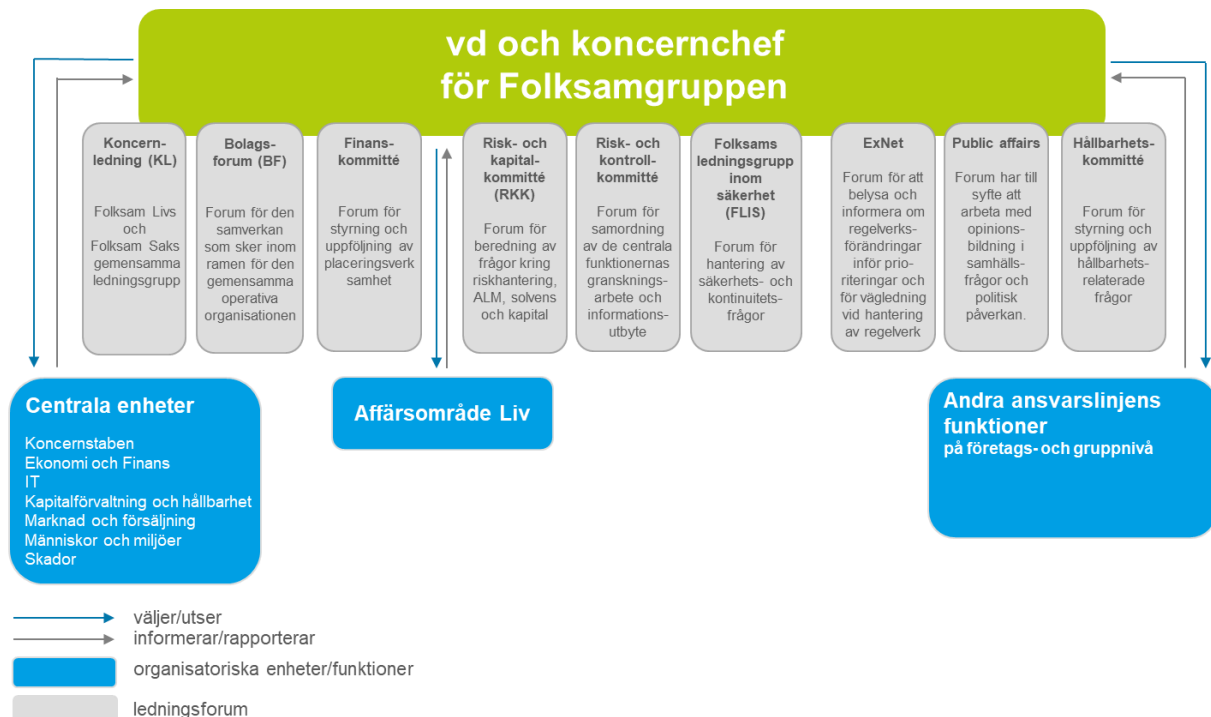 vd och koncernchef
för Folksamgruppen
Koncern-
ledning (KL)
Folksam Livs
och
Folksam Saks
gemensamma
ledningsgrupp
Bolags-
forum (BF)
Forum för den
samverkan
som sker inom
ramen för den
gemensamma
operativa
organisationen
Finans-
kommitté
Forum för
styrning och
uppföljning av
placeringsverk
samhet
Risk- och
kapital-
kommitté
(RKK)
Forum för
beredning av
frågor kring
riskhantering,
ALM, solvens
och kapital
Risk- och
kontroll-
kommitté
Forum för
samordning
av de centrala
funktionernas
gransknings-
arbete och
informations-
utbyte
Folksams
ledningsgrupp
inom
säkerhet
(FLIS)
Forum för
hantering av
säkerhets- och
kontinuitets-
frågor
ExNet
Forum för att
belysa och
informera om
regelverks-
förändringar
inför prio-
riteringar och
för vägledning
vid hantering
av regelverk
Public affairs
Forum har till
syfte att
arbeta med
opinions-
bildning i
samhälls-
frågor och
politisk
påverkan.
Hållbarhets-
kommitté
Forum för
styrning och
uppföljning av
hållbarhets-
relaterade
frågor
Centrala enheter
Koncernstaben
Ekonomi och Finans
IT
Kapitalförvaltning och hållbarhet
Marknad och försäljning
Människor och miljöer
Skador
Affärsområde Liv
Andra ansvarslinjens
funktioner
på företags- och gruppnivå
väljer/utser
informerar/rapporterar
organisatoriska enheter/funktioner
ledningsforum